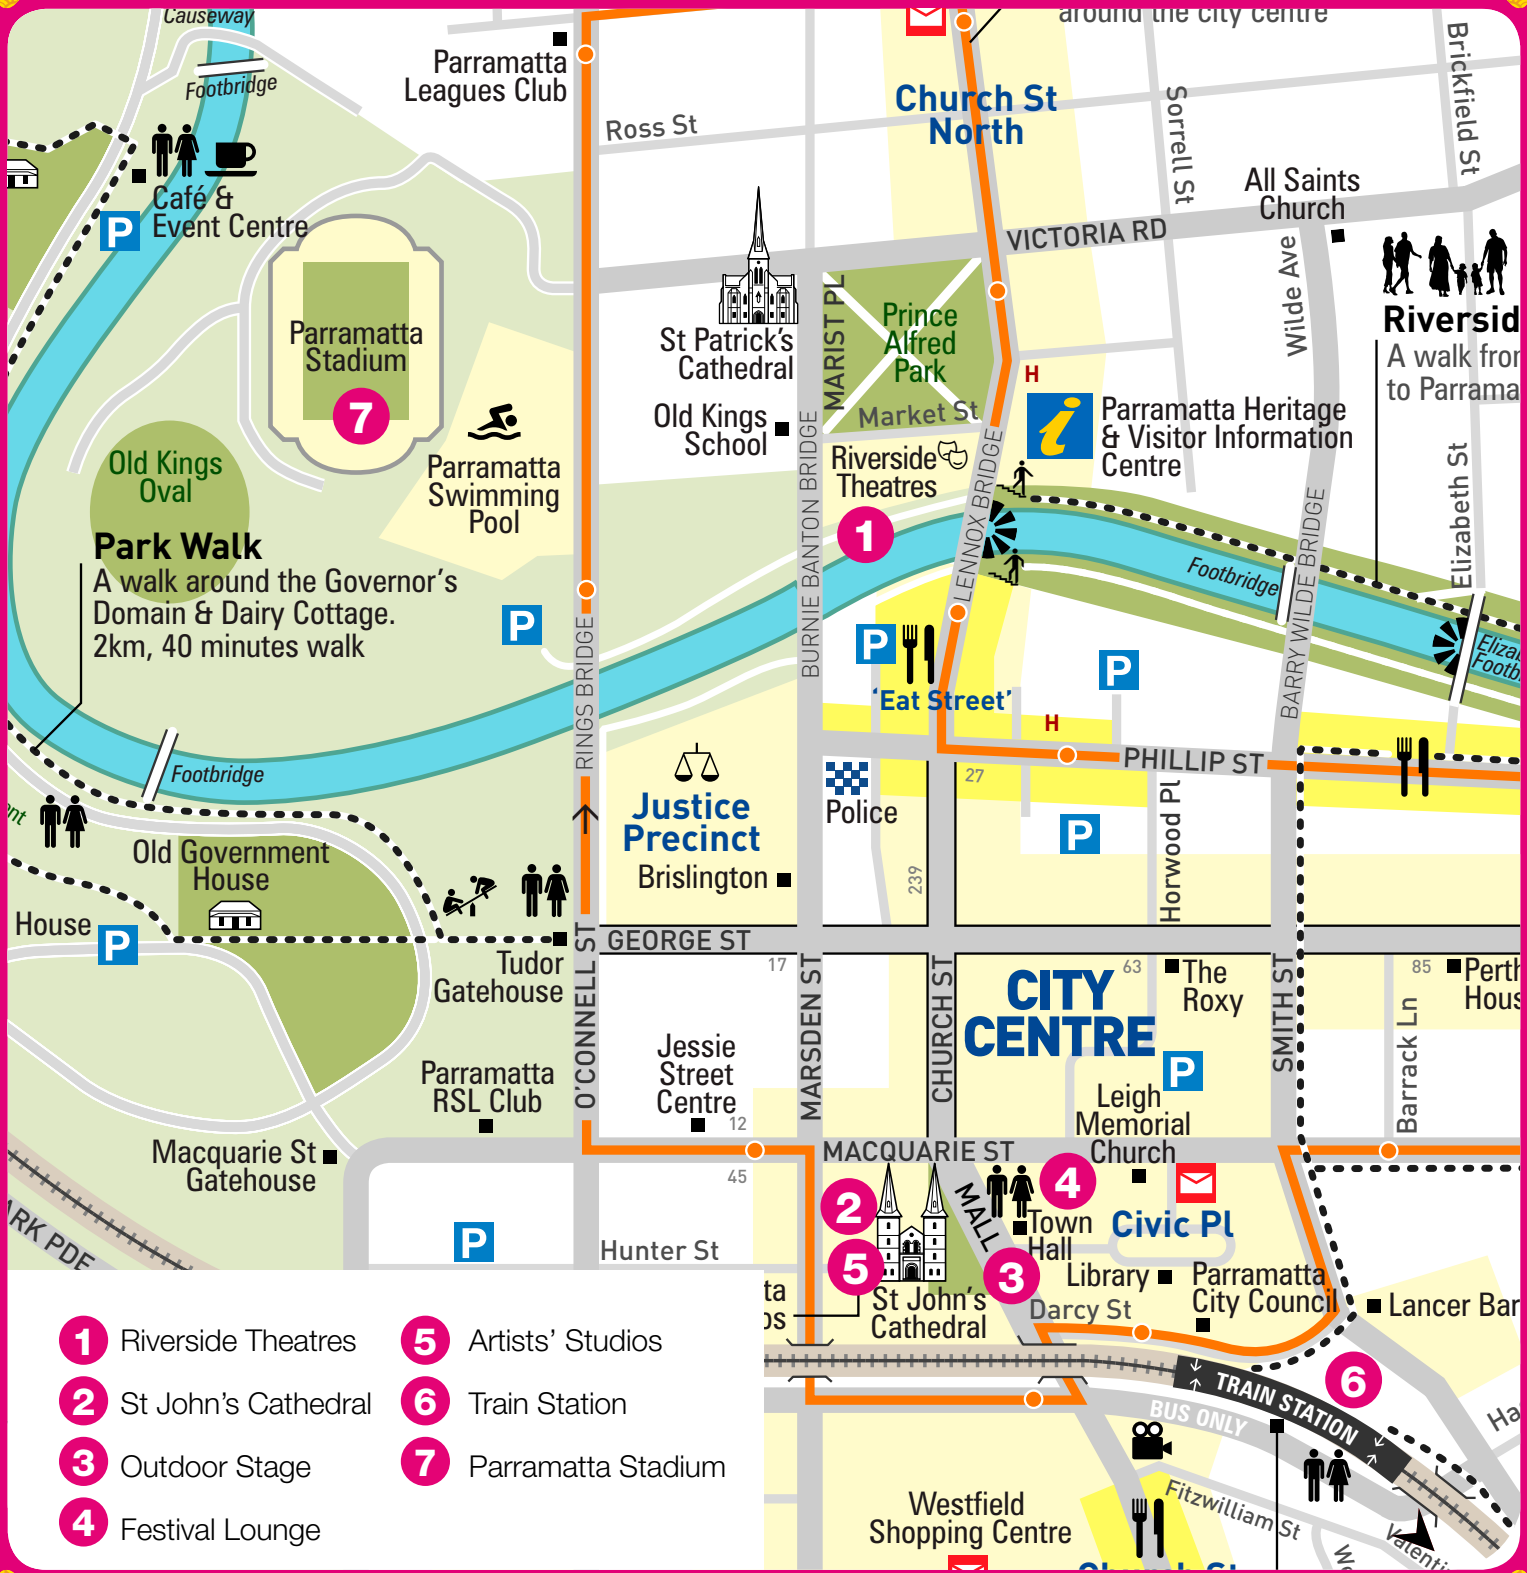 Causeway
around the city centre
Footbridge
Parramatta
Leagues Club
Ross St
Church St
North
Sorrell St
Brickfield St
Café &
Event Centre
P
All Saints
Church
VICTORIA RD
Wilde Ave
Riversid
A walk from
to Parrama
Parramatta
Stadium
7
St Patrick's
Cathedral
MARIST PL
Prince
Alfred
Park
H
Market St
Old Kings
School
Parramatta Heritage
& Visitor Information
Centre
i
Old Kings
Oval
Parramatta
Swimming
Pool
Riverside
Theatres
1
BURNIE BANTON BRIDGE
LENNOX BRIDGE
BARRY WILDE BRIDGE
Elizabeth St
Footbridge
Park Walk
A walk around the Governor's
Domain & Dairy Cottage.
2km, 40 minutes walk
P
P
P
'Eat Street'
H
RINGS BRIDGE
Footbridge
PHILLIP ST
27
Justice
Precinct
Police
P
Brislington
239
Horwood Pl
Old Government
House
House
P
Tudor
Gatehouse
GEORGE ST
O'CONNELL ST
17
MARSDEN ST
CHURCH ST
CITY
CENTRE
63
The
Roxy
SMITH ST
85
Perth
Hous
Barrack Ln
P
Jessie
Street
Centre
12
Parramatta
RSL Club
Leigh
Memorial
Church
Macquarie St
Gatehouse
MACQUARIE ST
45
2
4
MALL
Town
Hall
Civic Pl
ARK PDE
P
Hunter St
5
3
Library
Parramatta
City Council
St John's
Cathedral
Darcy St
Lancer Bar
TRAIN STATION
6
BUS ONLY
Fitzwilliam St
Westfield
Shopping Centre
Church St
1 Riverside Theatres
2 St John's Cathedral
3 Outdoor Stage
4 Festival Lounge
5 Artists' Studios
6 Train Station
7 Parramatta Stadium